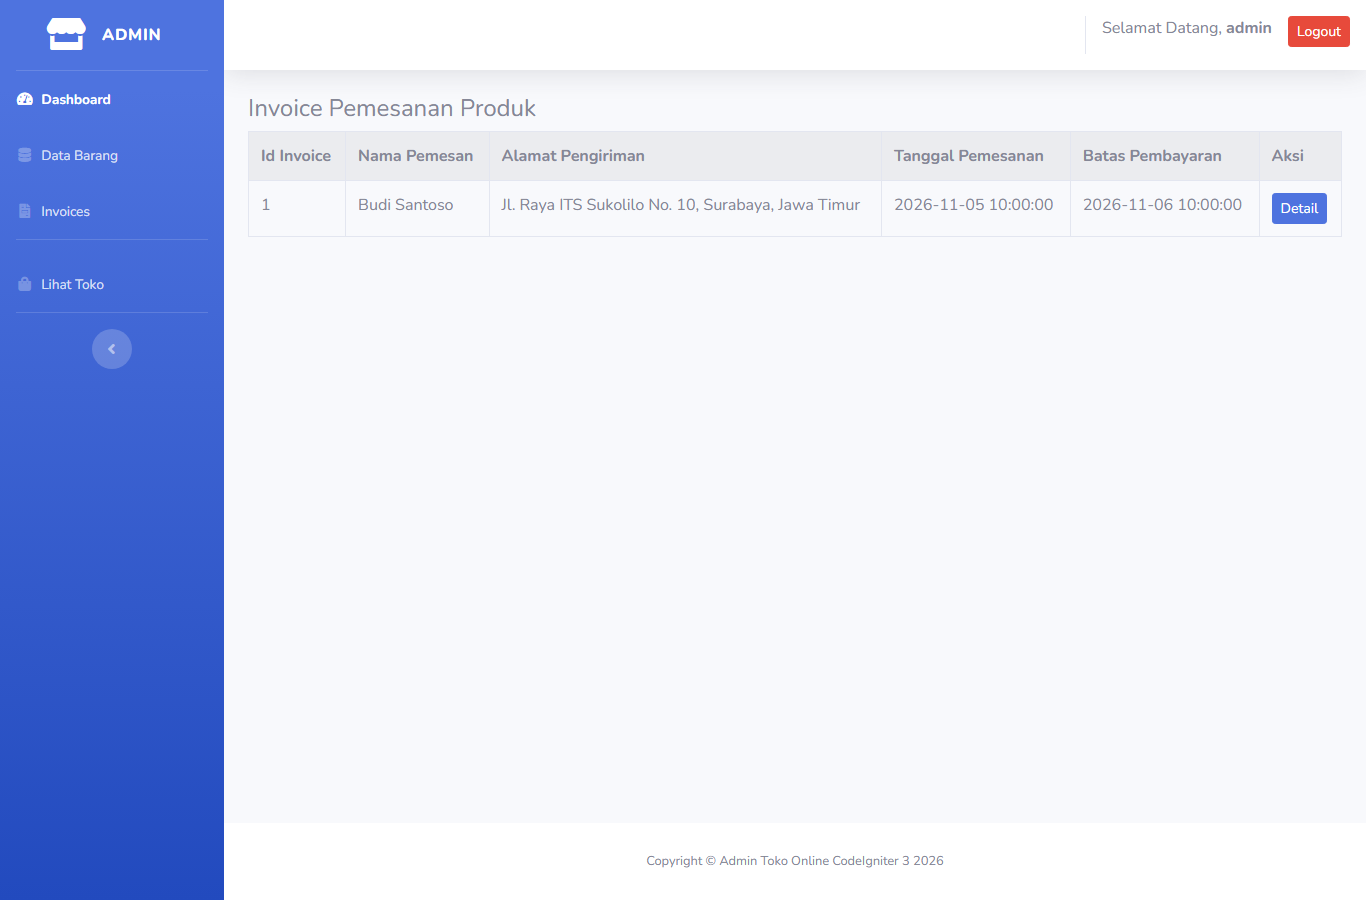 ADMIN
Selamat Datang, admin
Logout
Dashboard
Data Barang
Invoices
Lihat Toko
Invoice Pemesanan Produk
Id Invoice Nama Pemesan Alamat Pengiriman Tanggal Pemesanan Batas Pembayaran Aksi
1 Budi Santoso Jl. Raya ITS Sukolilo No. 10, Surabaya, Jawa Timur 2026-11-05 10:00:00 2026-11-06 10:00:00 Detail
Copyright © Admin Toko Online CodeIgniter 3 2026